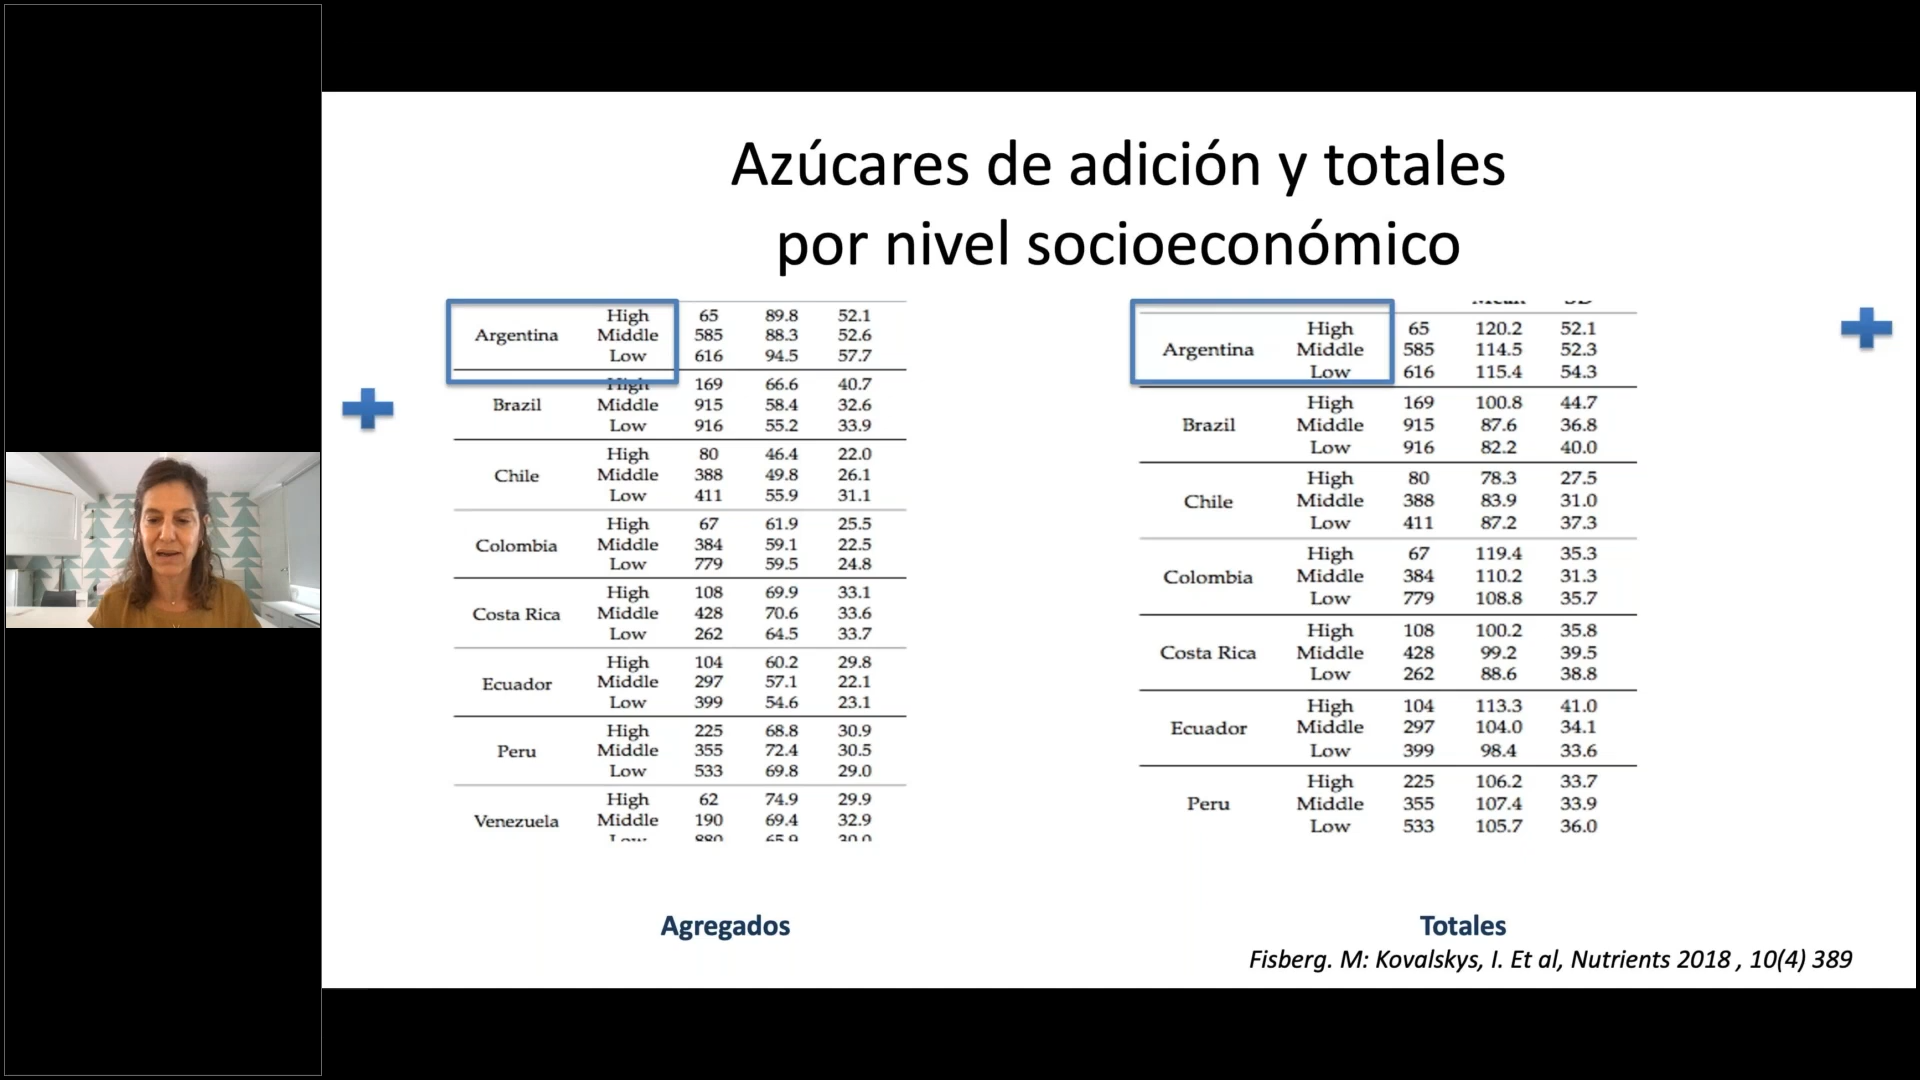 Azúcares de adición y totales
por nivel socioeconómico
High 65 89.8 52.1
Argentina Middle 585 88.3 52.6
Low 616 94.5 57.7
High 169 66.6 40.7
Brazil Middle 915 58.4 32.6
Low 916 55.2 33.9
High 80 46.4 22.0
Chile Middle 388 49.8 26.1
Low 411 55.9 31.1
High 67 61.9 25.5
Colombia Middle 384 59.1 22.5
Low 779 59.5 24.8
High 108 69.9 33.1
Costa Rica Middle 428 70.6 33.6
Low 262 64.5 33.7
High 104 60.2 29.8
Ecuador Middle 297 57.1 22.1
Low 399 54.6 23.1
High 225 68.8 30.9
Peru Middle 355 72.4 30.5
Low 533 69.8 29.0
High 62 74.9 29.9
Venezuela Middle 190 69.4 32.9
Low 880 65.9 30.0
Agregados
Mean SD
High 65 120.2 52.1
Argentina Middle 585 114.5 52.3
Low 616 115.4 54.3
High 169 100.8 44.7
Brazil Middle 915 87.6 36.8
Low 916 82.2 40.0
High 80 78.3 27.5
Chile Middle 388 83.9 31.0
Low 411 87.2 37.3
High 67 119.4 35.3
Colombia Middle 384 110.2 31.3
Low 779 108.8 35.7
High 108 100.2 35.8
Costa Rica Middle 428 99.2 39.5
Low 262 88.6 38.8
High 104 113.3 41.0
Ecuador Middle 297 104.0 34.1
Low 399 98.4 33.6
High 225 106.2 33.7
Peru Middle 355 107.4 33.9
Low 533 105.7 36.0
Totales
Fisberg. M: Kovalskys, I. Et al, Nutrients 2018 , 10(4) 389